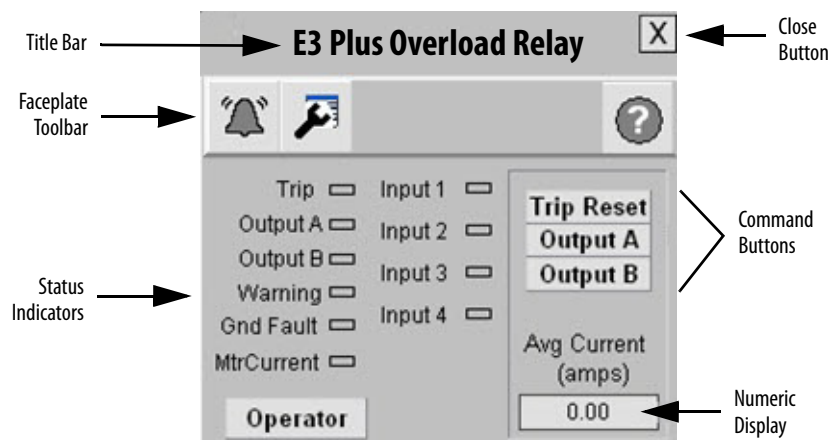 Title Bar
E3 Plus Overload Relay
X
Close
Button
Faceplate
Toolbar
?
Trip
Output A
Output B
Warning
Gnd Fault
MtrCurrent
Input 1
Input 2
Input 3
Input 4
Trip Reset
Output A
Output B
Command
Buttons
Status
Indicators
Avg Current
(amps)
0.00
Numeric
Display
Operator